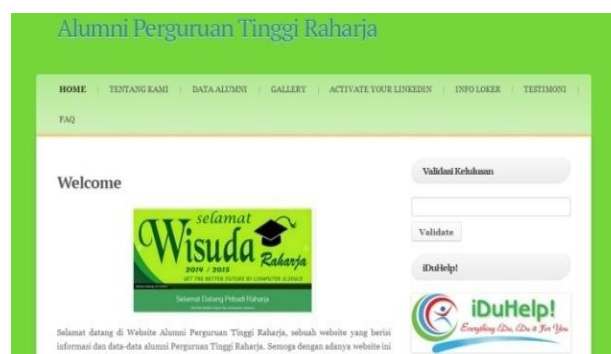 Alumni Perguruan Tinggi Raharja
HOME | TENTANG KAMI | DATA ALUMNI | GALLERY | ACTIVATE YOUR LINKEDIN | INFO LOKER | TESTIMONI |
FAQ
Welcome
selamat
Wisuda
Raharja
2014 / 2015
GET THE BETTER FUTURE BY COMPUTER SCIENCE
Selamat Datang Pribadi Raharja
Selamat datang di Website Alumni Perguruan Tinggi Raharja, sebuah website yang berisi
informasi dan data-data alumni Perguruan Tinggi Raharja. Semoga dengan adanya website ini
Validasi Kelulusan
Validate
iDuHelp!
iDuHelp!
Everything iDu, iDu it For You